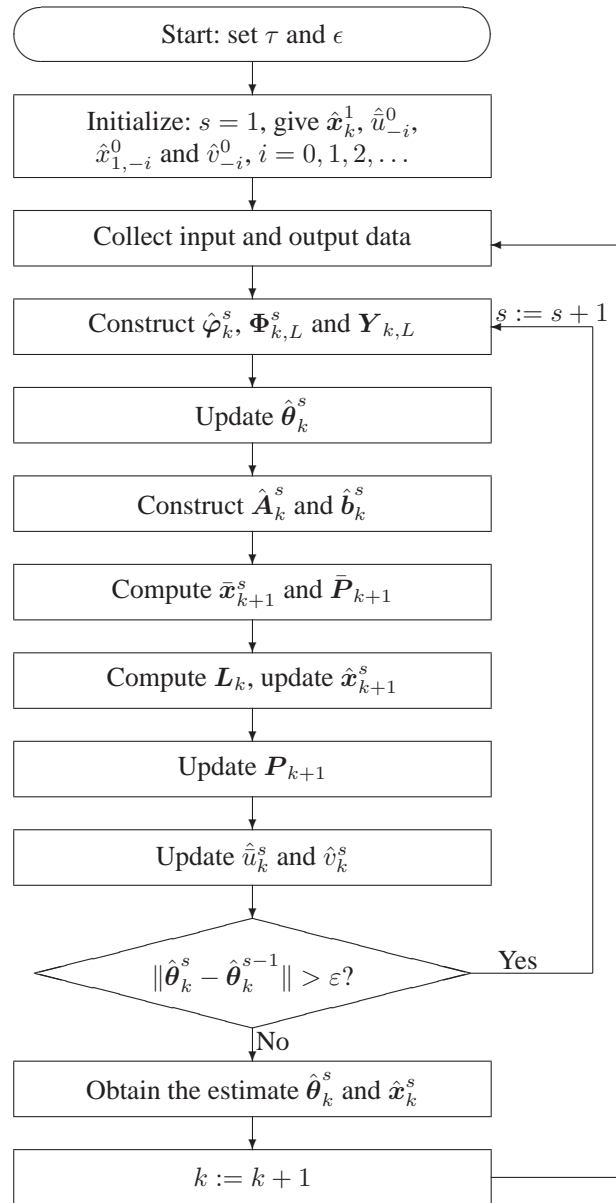 Start: set τ and ϵ
Initialize: s = 1, give x̂¹ₖ, ū̂⁰₋ᵢ,
x̂⁰₁,₋ᵢ and v̂⁰₋ᵢ, i = 0, 1, 2, . . .
Collect input and output data
Construct φ̂ˢₖ, Φˢₖ,L and Yₖ,L
s := s + 1
Update θ̂ˢₖ
Construct Âˢₖ and b̂ˢₖ
Compute x̄ˢₖ₊₁ and P̄ₖ₊₁
Compute Lₖ, update x̂ˢₖ₊₁
Update Pₖ₊₁
Update ū̂ˢₖ and v̂ˢₖ
‖θ̂ˢₖ − θ̂ˢ⁻¹ₖ‖ > ε?
Yes
No
Obtain the estimate θ̂ˢₖ and x̂ˢₖ
k := k + 1